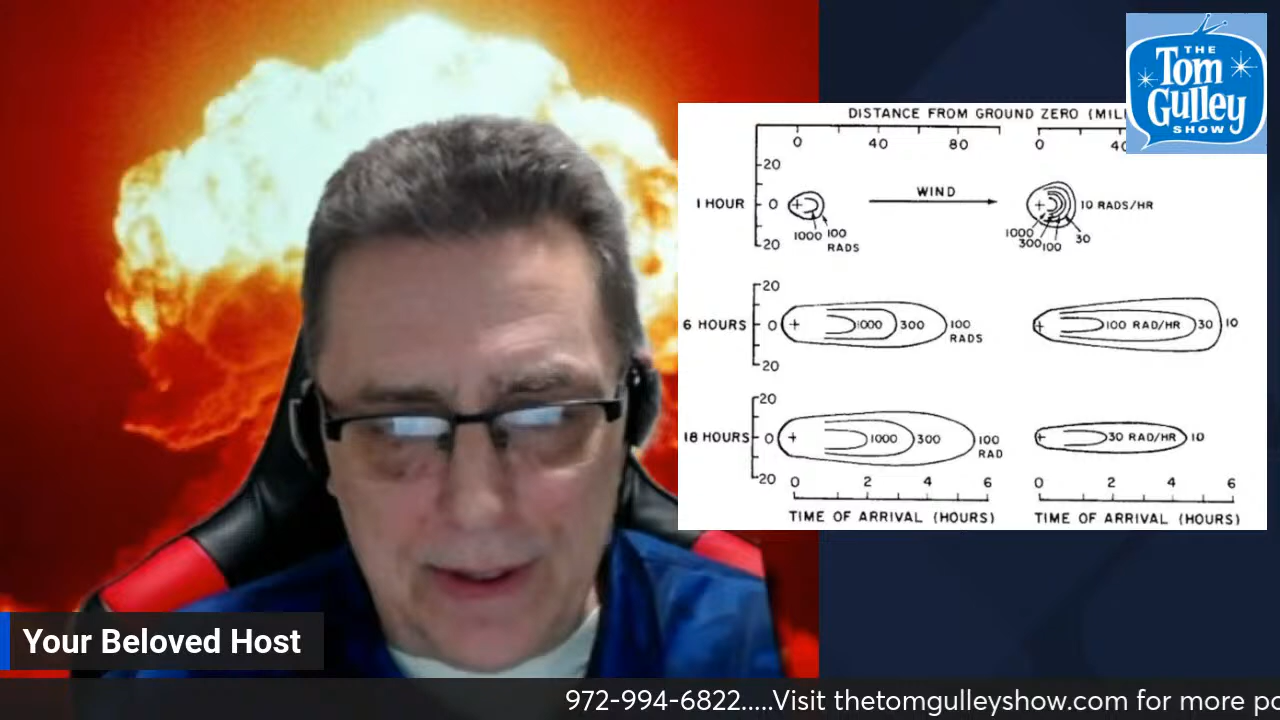 THE
Tom
Gulley
SHOW
DISTANCE FROM GROUND ZERO
0 40 80 0
20
1 HOUR 0 WIND 10 RADS/HR
20
1000 100
RADS
1000
300 100 30
20
6 HOURS 0 1000 300 100
RADS
100 RAD/HR 30 10
20
20
18 HOURS 0 1000 300 100
RAD
30 RAD/HR 10
20
0 2 4 6 0 2 4 6
TIME OF ARRIVAL (HOURS) TIME OF ARRIVAL (HOURS)
Your Beloved Host
972-994-6822.....Visit thetomgulleyshow.com for more